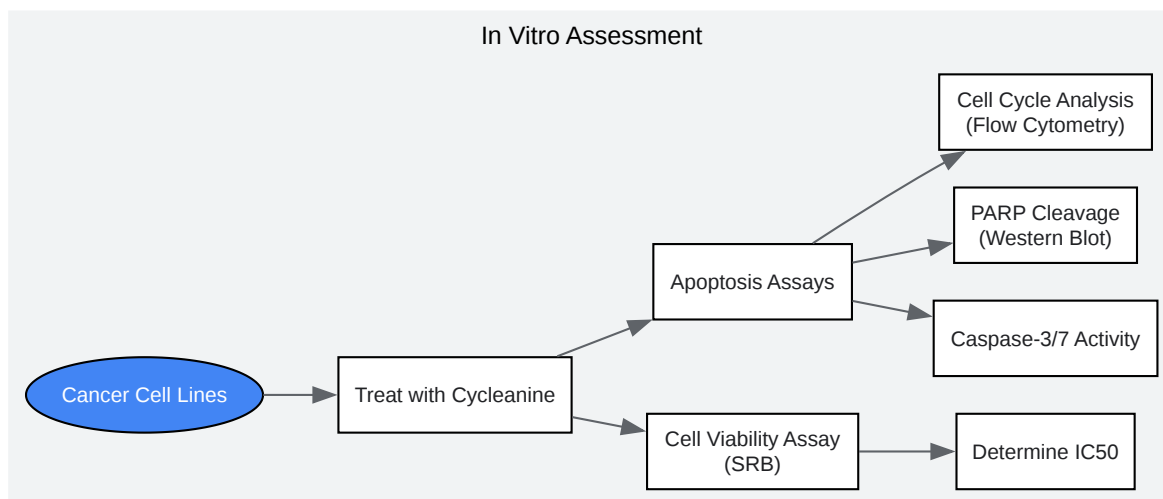 In Vitro Assessment
Cell Cycle Analysis
(Flow Cytometry)
PARP Cleavage
(Western Blot)
Apoptosis Assays
Caspase-3/7 Activity
Cancer Cell Lines
Treat with Cycleanine
Cell Viability Assay
(SRB)
Determine IC50